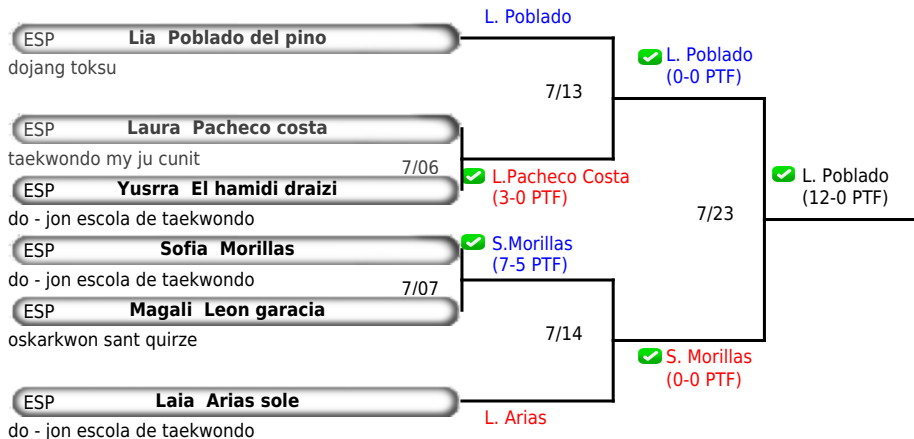 L. Poblado
ESP Lia Poblado del pino
dojang toksu
L. Poblado
(0-0 PTF)
7/13
ESP Laura Pacheco costa
taekwondo my ju cunit
7/06
L.Pacheco Costa
(3-0 PTF)
ESP Yusrra El hamidi draizi
do - jon escola de taekwondo
L. Poblado
(12-0 PTF)
7/23
ESP Sofia Morillas
do - jon escola de taekwondo
S.Morillas
(7-5 PTF)
7/07
ESP Magali Leon garacia
oskarkwon sant quirze
7/14
S. Morillas
(0-0 PTF)
ESP Laia Arias sole
do - jon escola de taekwondo
L. Arias